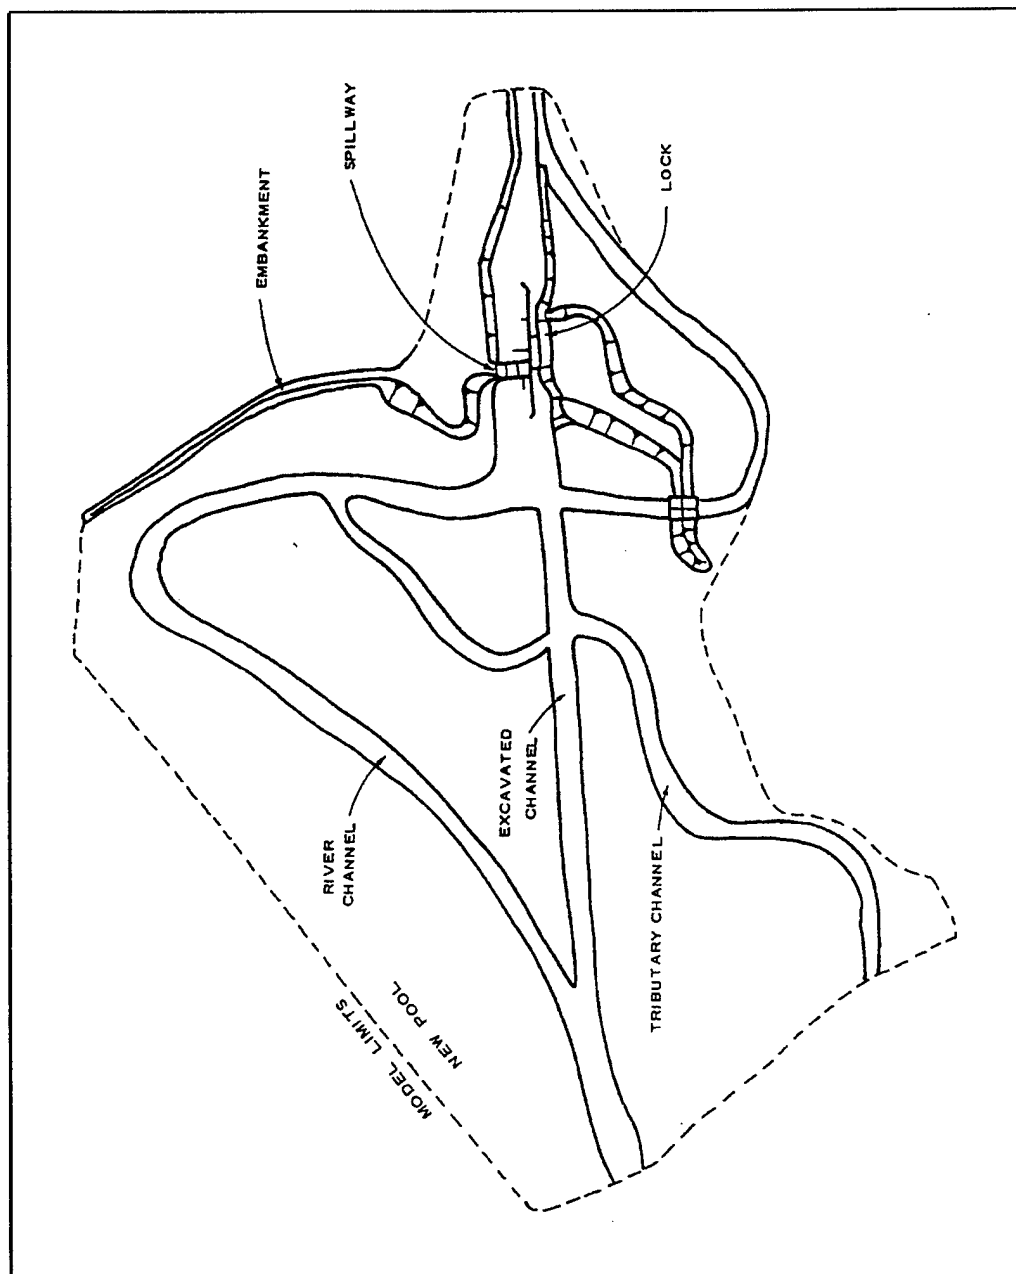 EMBANKMENT
SPILLWAY
LOCK
RIVER
CHANNEL
EXCAVATED
CHANNEL
TRIBUTARY CHANNEL
NEW POOL
MODEL LIMITS